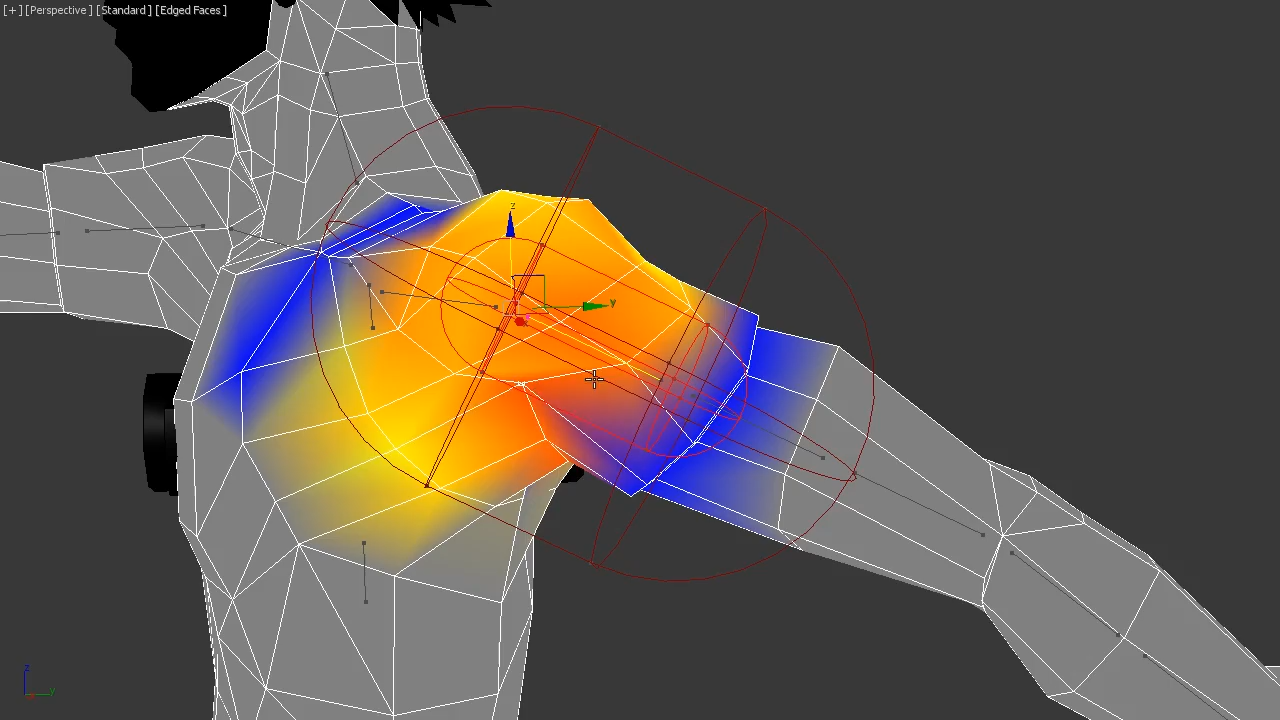 [+] [Perspective ] [Standard ] [Edged Faces ]
z
y
z
y